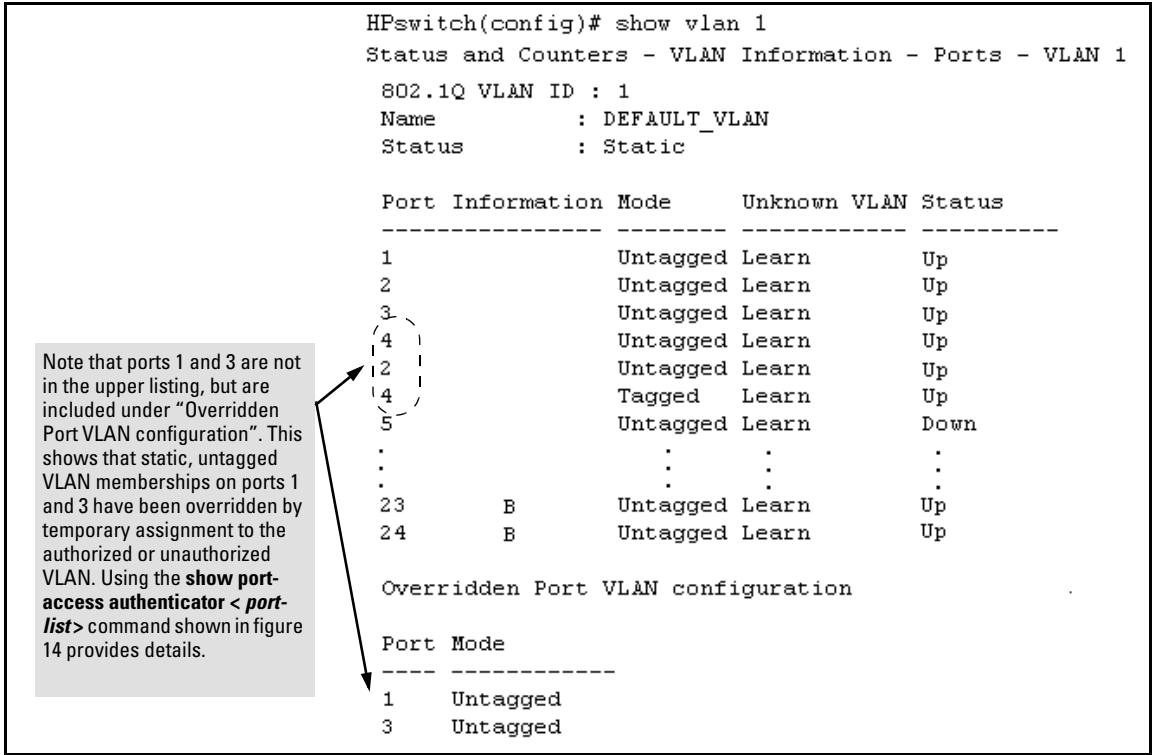 HPswitch(config)# show vlan 1
Status and Counters - VLAN Information - Ports - VLAN 1
802.1Q VLAN ID : 1
Name : DEFAULT_VLAN
Status : Static
Port Information Mode Unknown VLAN Status
---------------- -------- ------------ ----------
1 Untagged Learn Up
2 Untagged Learn Up
3 Untagged Learn Up
4 Untagged Learn Up
2 Untagged Learn Up
4 Tagged Learn Up
5 Untagged Learn Down
. . . .
. . . .
. . . .
23 B Untagged Learn Up
24 B Untagged Learn Up
Overridden Port VLAN configuration
Port Mode
---- ------------
1 Untagged
3 Untagged
Note that ports 1 and 3 are not
in the upper listing, but are
included under “Overridden
Port VLAN configuration”. This
shows that static, untagged
VLAN memberships on ports 1
and 3 have been overridden by
temporary assignment to the
authorized or unauthorized
VLAN. Using the show port-
access authenticator < port-
list> command shown in figure
14 provides details.